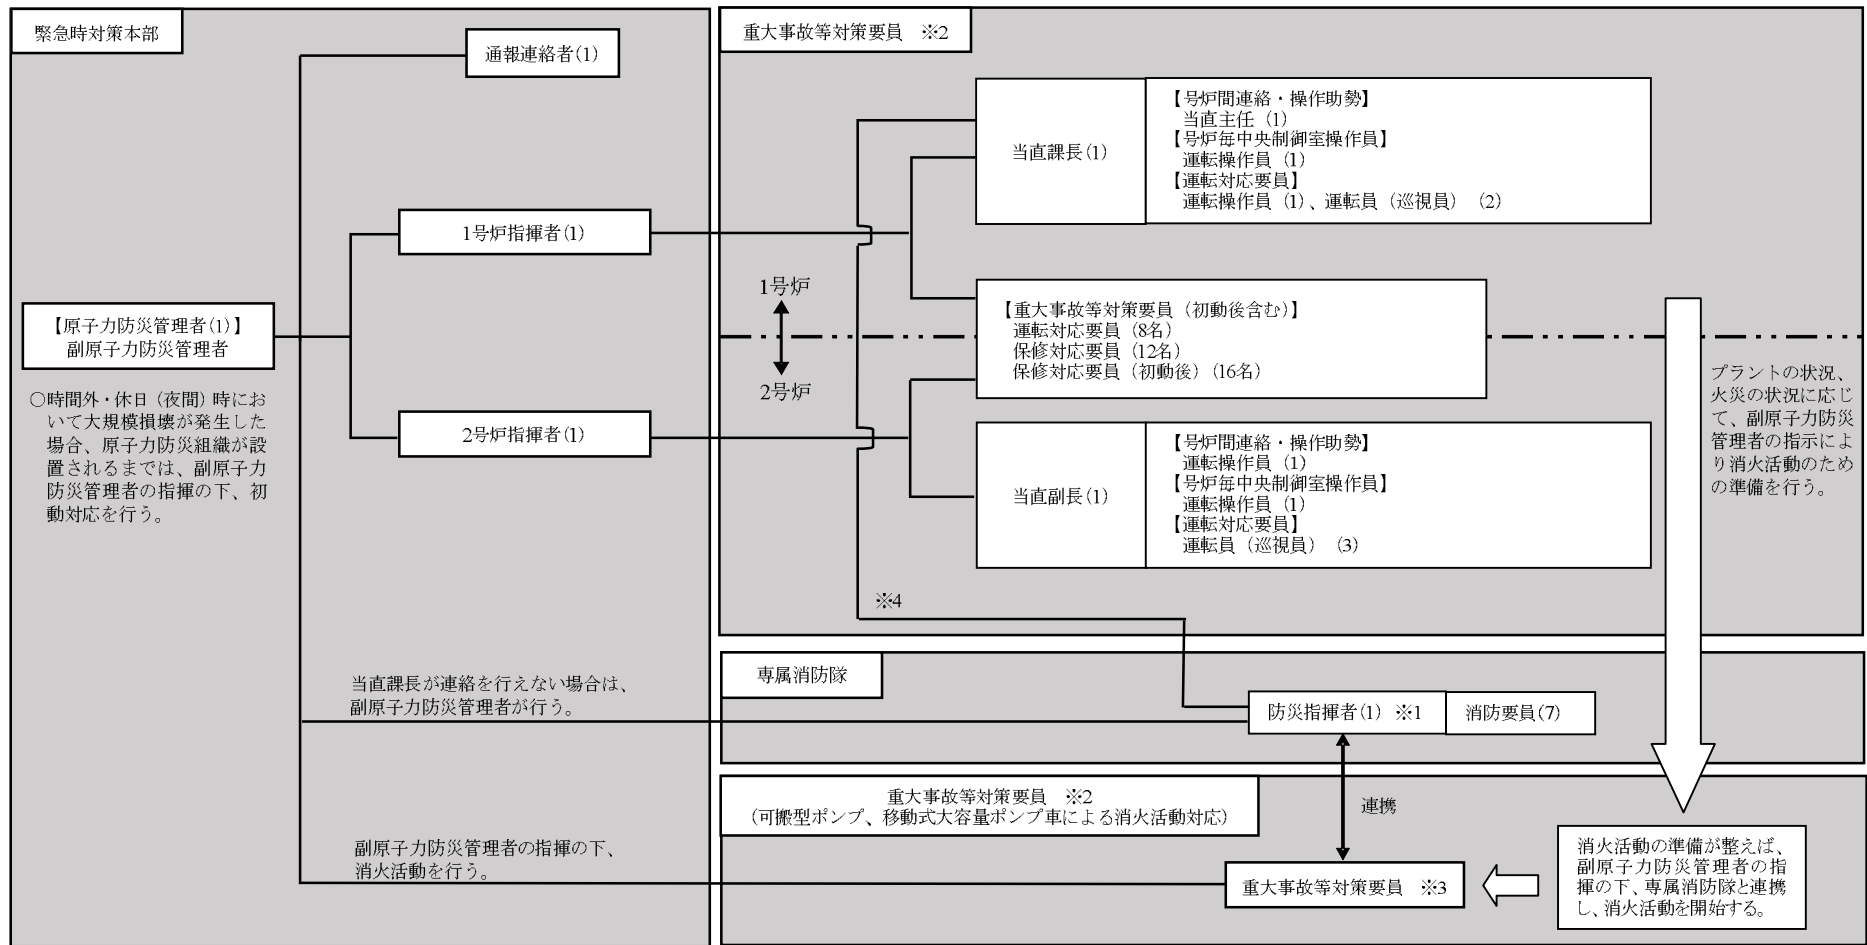 緊急時対策本部
通報連絡者(1)
1号炉指揮者(1)
【原子力防災管理者(1)】
副原子力防災管理者
2号炉指揮者(1)
○時間外・休日（夜間）時にお
いて大規模損壊が発生した
場合、原子力防災組織が設
置されるまでは、副原子力
防災管理者の指揮の下、初
動対応を行う。
当直課長が連絡を行えない場合は、
副原子力防災管理者が行う。
副原子力防災管理者の指揮の下、
消火活動を行う。
重大事故等対策要員　※2
当直課長(1)
【号炉間連絡・操作助勢】
当直主任（1）
【号炉毎中央制御室操作員】
運転操作員（1）
【運転対応要員】
運転操作員（1）、運転員（巡視員）（2）
1号炉
2号炉
【重大事故等対策要員（初動後含む）】
運転対応要員（8名）
保修対応要員（12名）
保修対応要員（初動後）（16名）
当直副長(1)
【号炉間連絡・操作助勢】
運転操作員（1）
【号炉毎中央制御室操作員】
運転操作員（1）
【運転対応要員】
運転員（巡視員）（3）
プラントの状況、
火災の状況に応じ
て、副原子力防災
管理者の指示によ
り消火活動のため
の準備を行う。
※4
専属消防隊
防災指揮者(1)　※1
消防要員(7)
重大事故等対策要員　※2
（可搬型ポンプ、移動式大容量ポンプ車による消火活動対応）
連携
重大事故等対策要員　※3
消火活動の準備が整えば、
副原子力防災管理者の指
揮の下、専属消防隊と連携
し、消火活動を開始する。